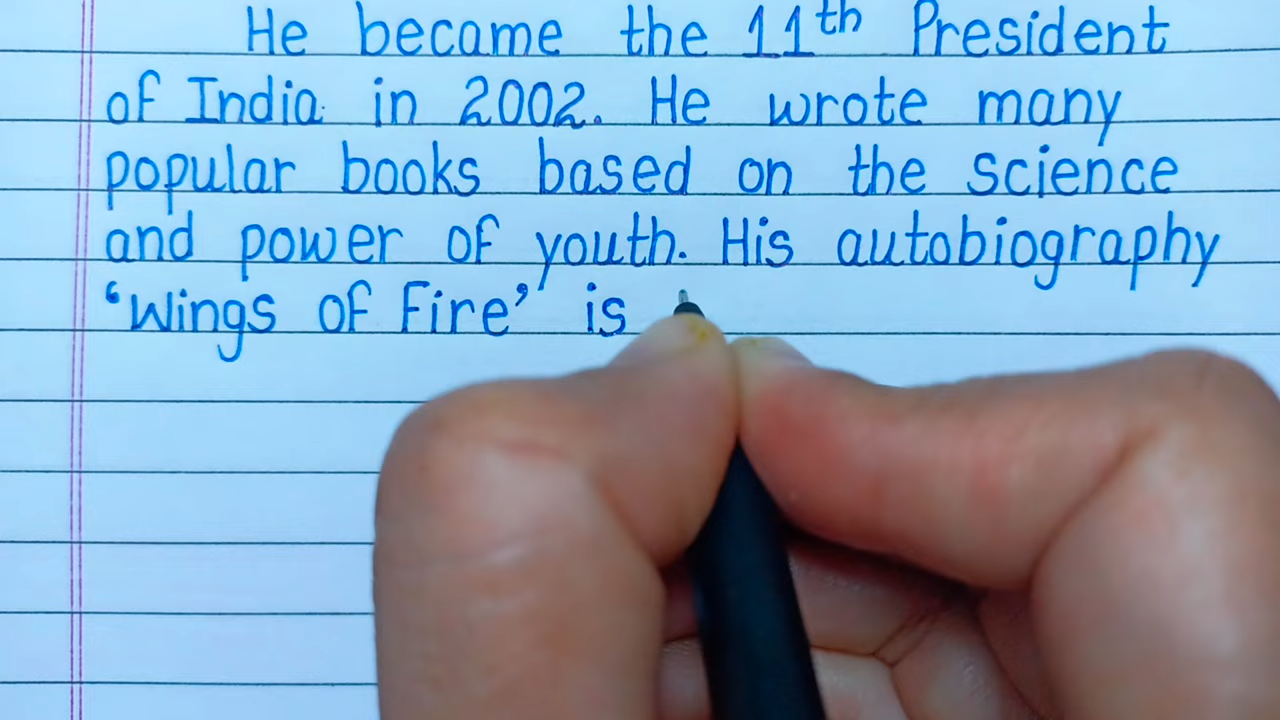 He became the 11th President
of India in 2002. He wrote many
popular books based on the science
and power of youth. His autobiography
‘Wings of Fire’ is